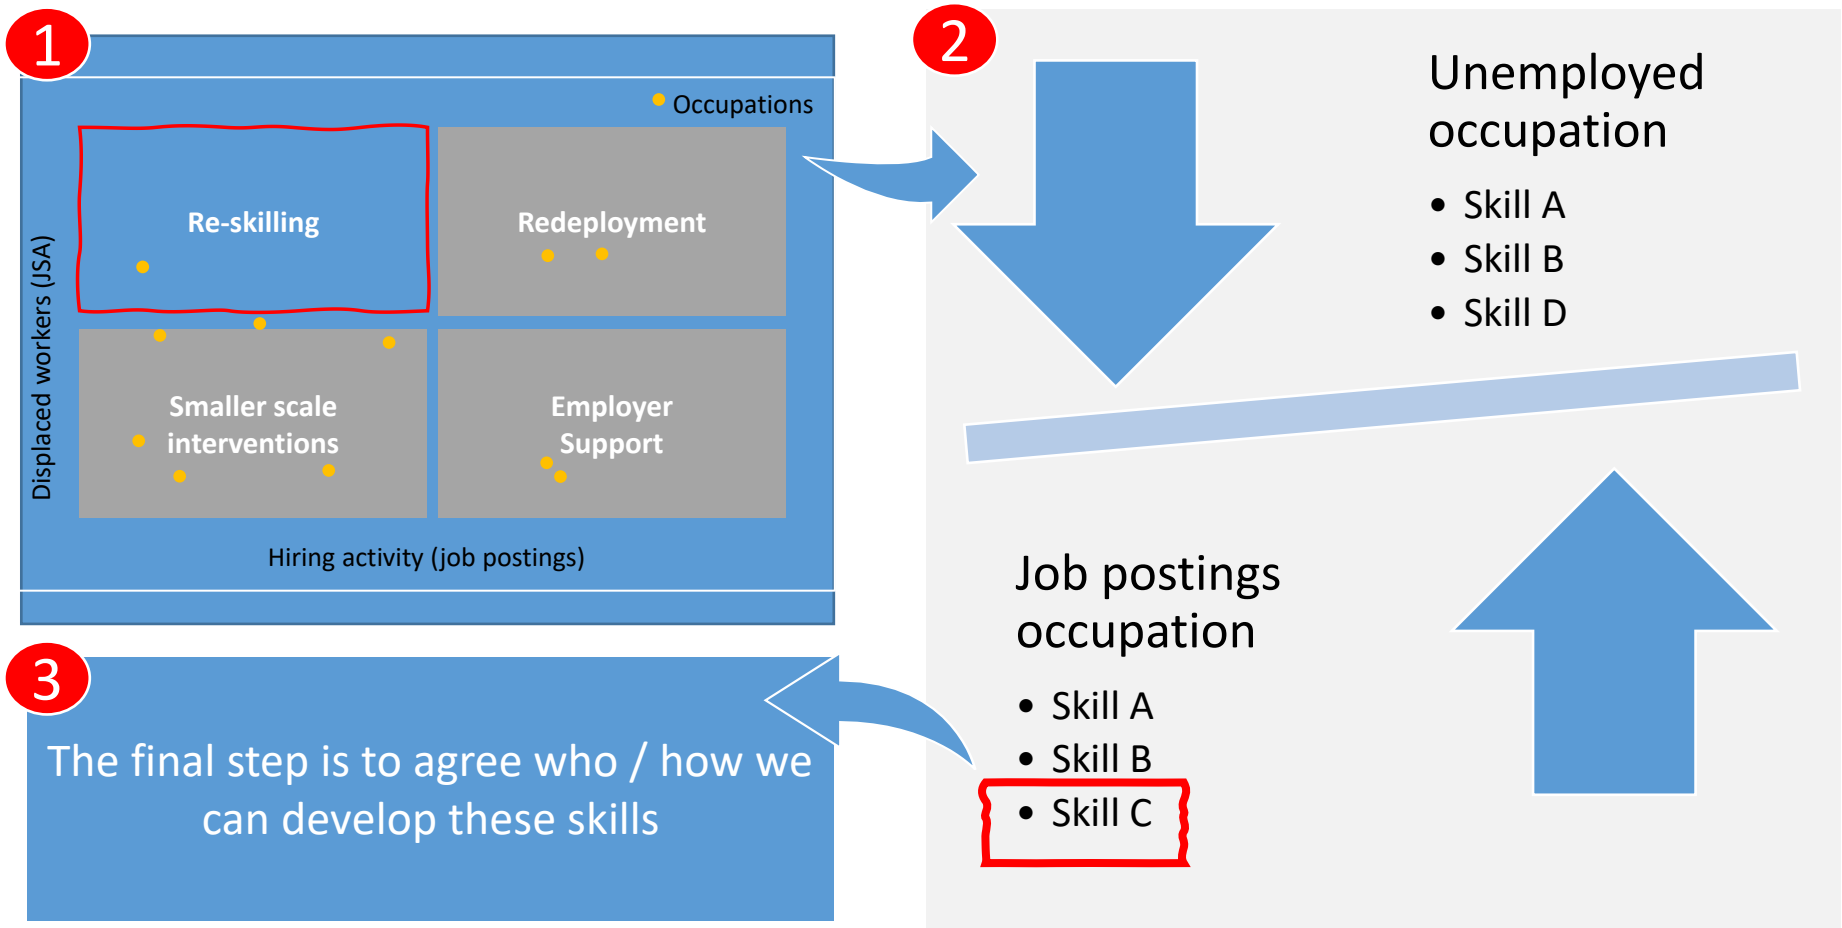 1
Occupations
Re-skilling
Redeployment
Displaced workers (JSA)
Smaller scale
interventions
Employer
Support
Hiring activity (job postings)
2
Unemployed
occupation
• Skill A
• Skill B
• Skill D
Job postings
occupation
• Skill A
• Skill B
• Skill C
3
The final step is to agree who / how we
can develop these skills